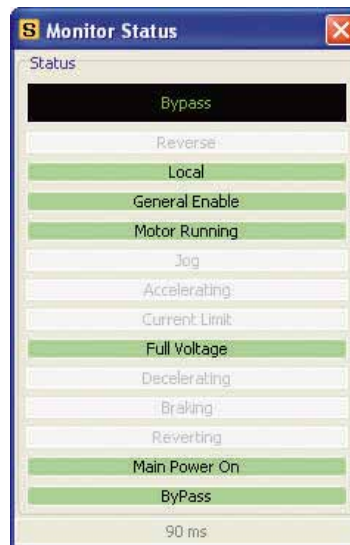 S Monitor Status
Status
Bypass
Reverse
Local
General Enable
Motor Running
Jog
Accelerating
Current Limit
Full Voltage
Decelerating
Braking
Reverting
Main Power On
ByPass
90 ms